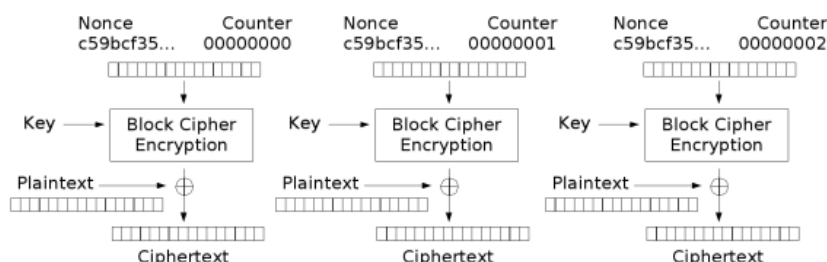 Nonce Counter
c59bcf35... 00000000
Key
Block Cipher
Encryption
Plaintext
Ciphertext
Nonce Counter
c59bcf35... 00000001
Key
Block Cipher
Encryption
Plaintext
Ciphertext
Nonce Counter
c59bcf35... 00000002
Key
Block Cipher
Encryption
Plaintext
Ciphertext